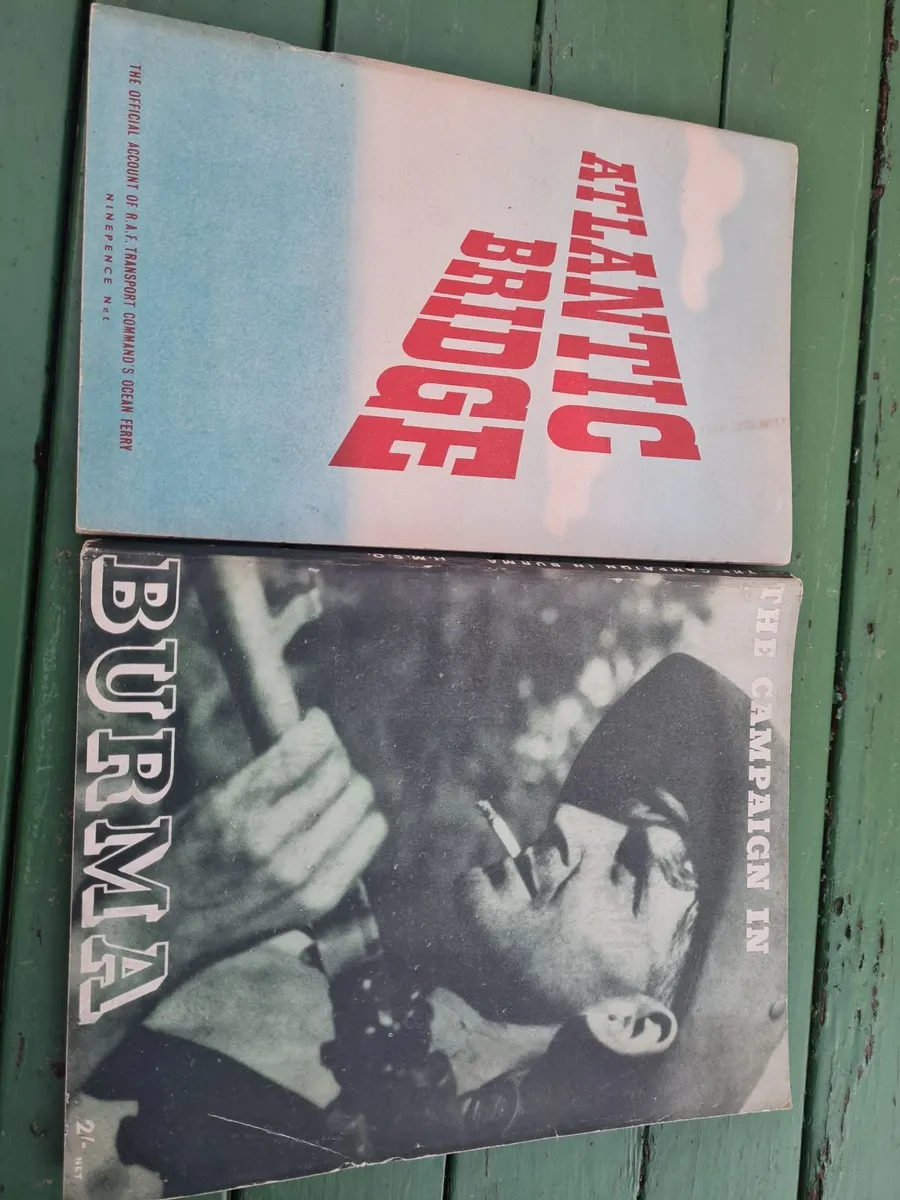 ATLANTIC
BRIDGE
THE OFFICIAL ACCOUNT OF R.A.F. TRANSPORT COMMAND'S OCEAN FERRY
NINEPENCE Net
THE CAMPAIGN IN BURMA H.M.S.O.
THE CAMPAIGN IN
BURMA
2/- NET